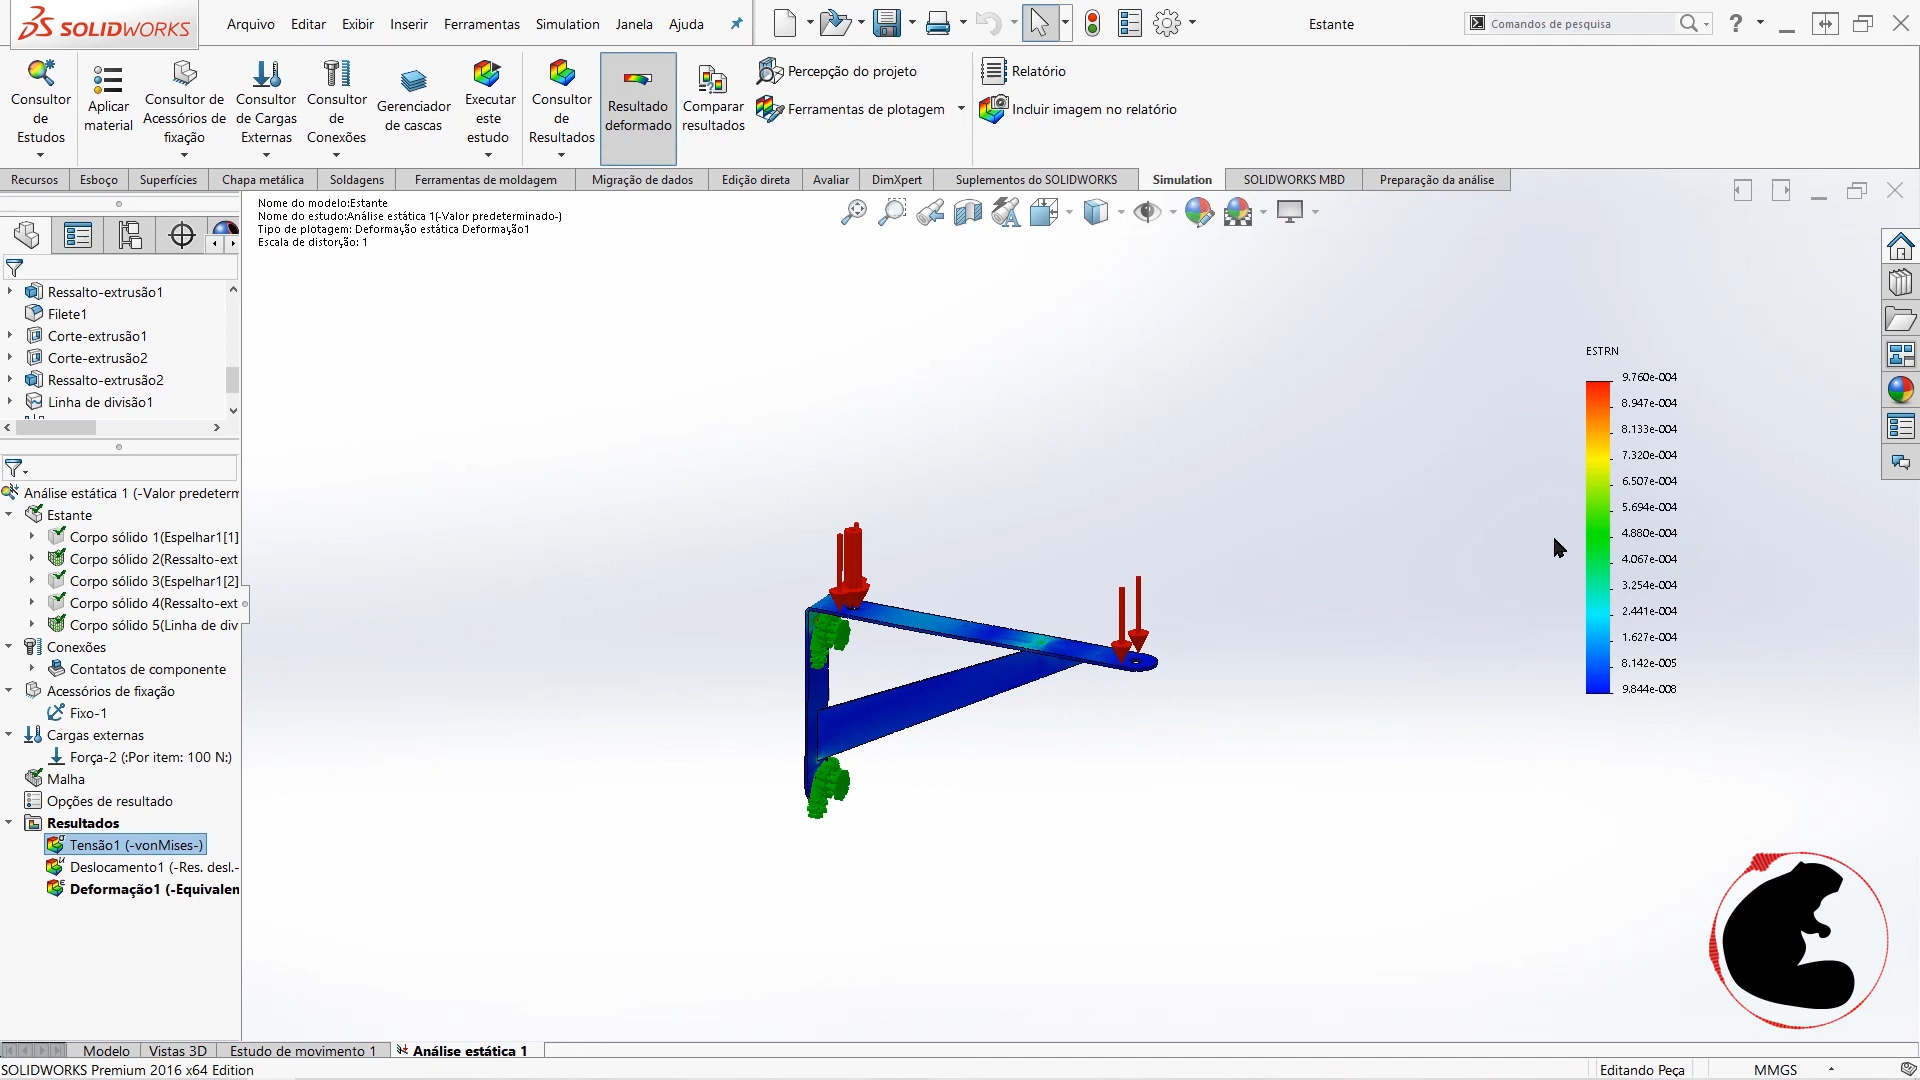 SOLIDWORKS
Arquivo Editar Exibir Inserir Ferramentas Simulation Janela Ajuda
Estante
Comandos de pesquisa
?
Consultor de Estudos
Aplicar material
Consultor de Acessórios de fixação
Consultor de Cargas Externas
Consultor de Conexões
Gerenciador de cascas
Executar este estudo
Consultor de Resultados
Resultado deformado
Comparar resultados
Percepção do projeto
Ferramentas de plotagem
Relatório
Incluir imagem no relatório
Recursos Esboço Superfícies Chapa metálica Soldagens Ferramentas de moldagem Migração de dados Edição direta Avaliar DimXpert Suplementos do SOLIDWORKS Simulation SOLIDWORKS MBD Preparação da análise
Nome do modelo:Estante
Nome do estudo:Análise estática 1(-Valor predeterminado-)
Tipo de plotagem: Deformação estática Deformação1
Escala de distorção: 1
Ressalto-extrusão1
Filete1
Corte-extrusão1
Corte-extrusão2
Ressalto-extrusão2
Linha de divisão1
Análise estática 1 (-Valor predeterm
Estante
Corpo sólido 1(Espelhar1[1]
Corpo sólido 2(Ressalto-ext
Corpo sólido 3(Espelhar1[2]
Corpo sólido 4(Ressalto-ext
Corpo sólido 5(Linha de div
Conexões
Contatos de componente
Acessórios de fixação
Fixo-1
Cargas externas
Força-2 (:Por item: 100 N:)
Malha
Opções de resultado
Resultados
Tensão1 (-vonMises-)
Deslocamento1 (-Res. desl.-
Deformação1 (-Equivalen
ESTRN
9.760e-004
8.947e-004
8.133e-004
7.320e-004
6.507e-004
5.694e-004
4.880e-004
4.067e-004
3.254e-004
2.441e-004
1.627e-004
8.142e-005
9.844e-008
Modelo Vistas 3D Estudo de movimento 1 Análise estática 1
SOLIDWORKS Premium 2016 x64 Edition
Editando Peça
MMGS